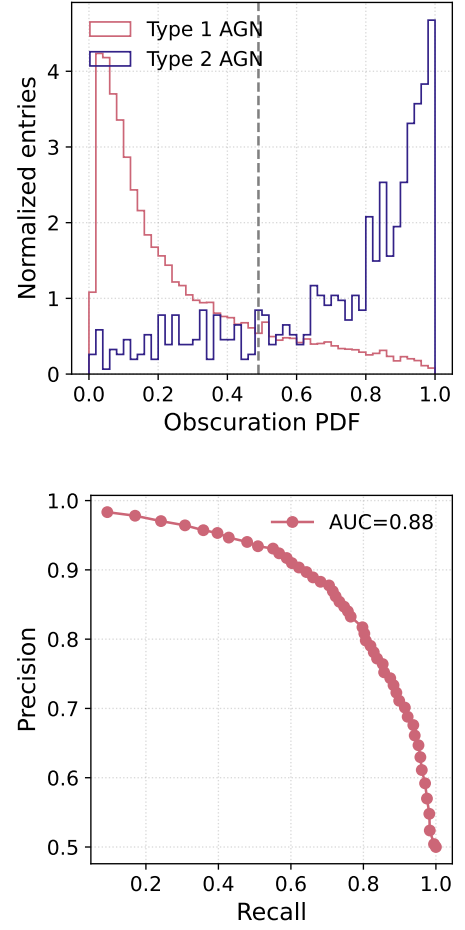 Type 1 AGN
Type 2 AGN
4
3
2
1
0
Normalized entries
0.0 0.2 0.4 0.6 0.8 1.0
Obscuration PDF
AUC=0.88
1.0
0.9
0.8
0.7
0.6
0.5
Precision
0.2 0.4 0.6 0.8 1.0
Recall